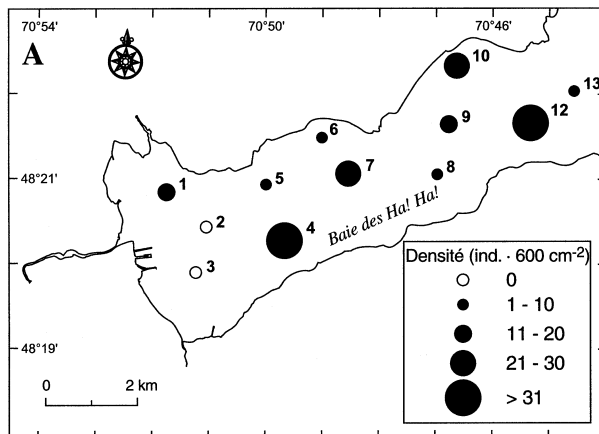 70°54' 70°50' 70°46'
A
10
13
12
9
6
7
8
48°21'
1
5
2
4
Baie des Ha! Ha!
3
Densité (ind. · 600 cm-2)
0
1 - 10
11 - 20
21 - 30
> 31
48°19'
0 2 km